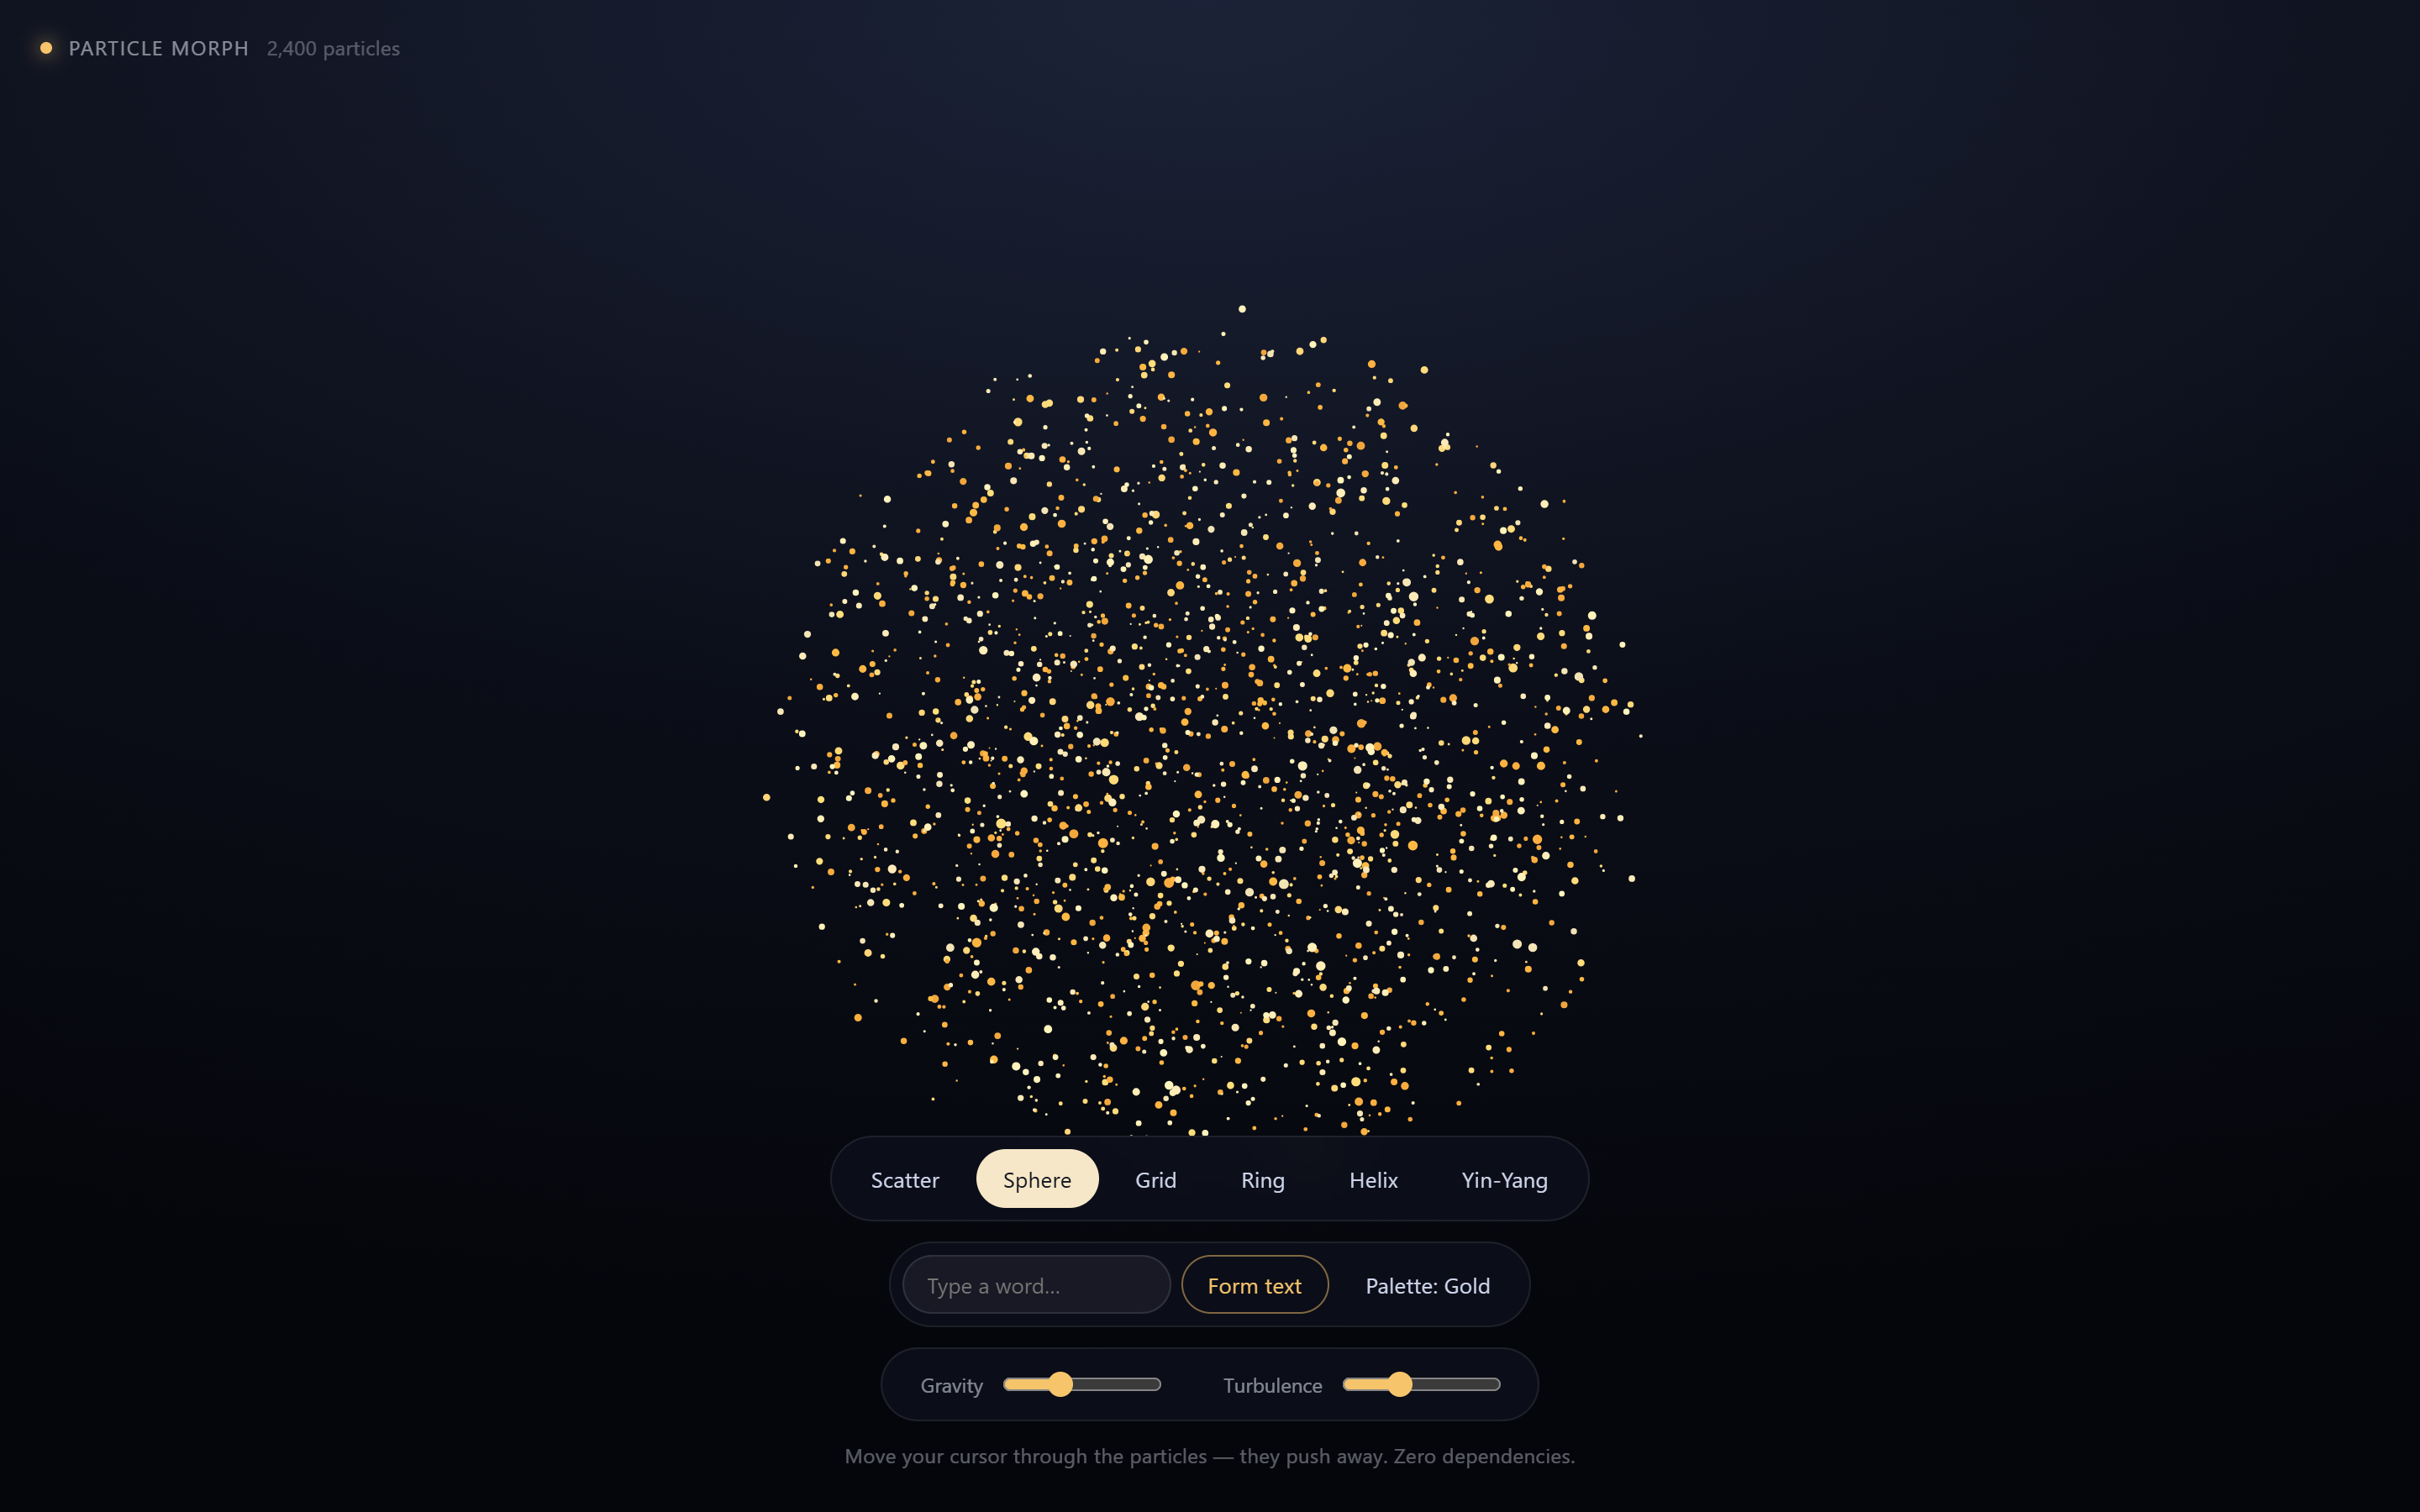 PARTICLE MORPH 2,400 particles
Scatter Sphere Grid Ring Helix Yin-Yang
Type a word... Form text Palette: Gold
Gravity Turbulence
Move your cursor through the particles — they push away. Zero dependencies.